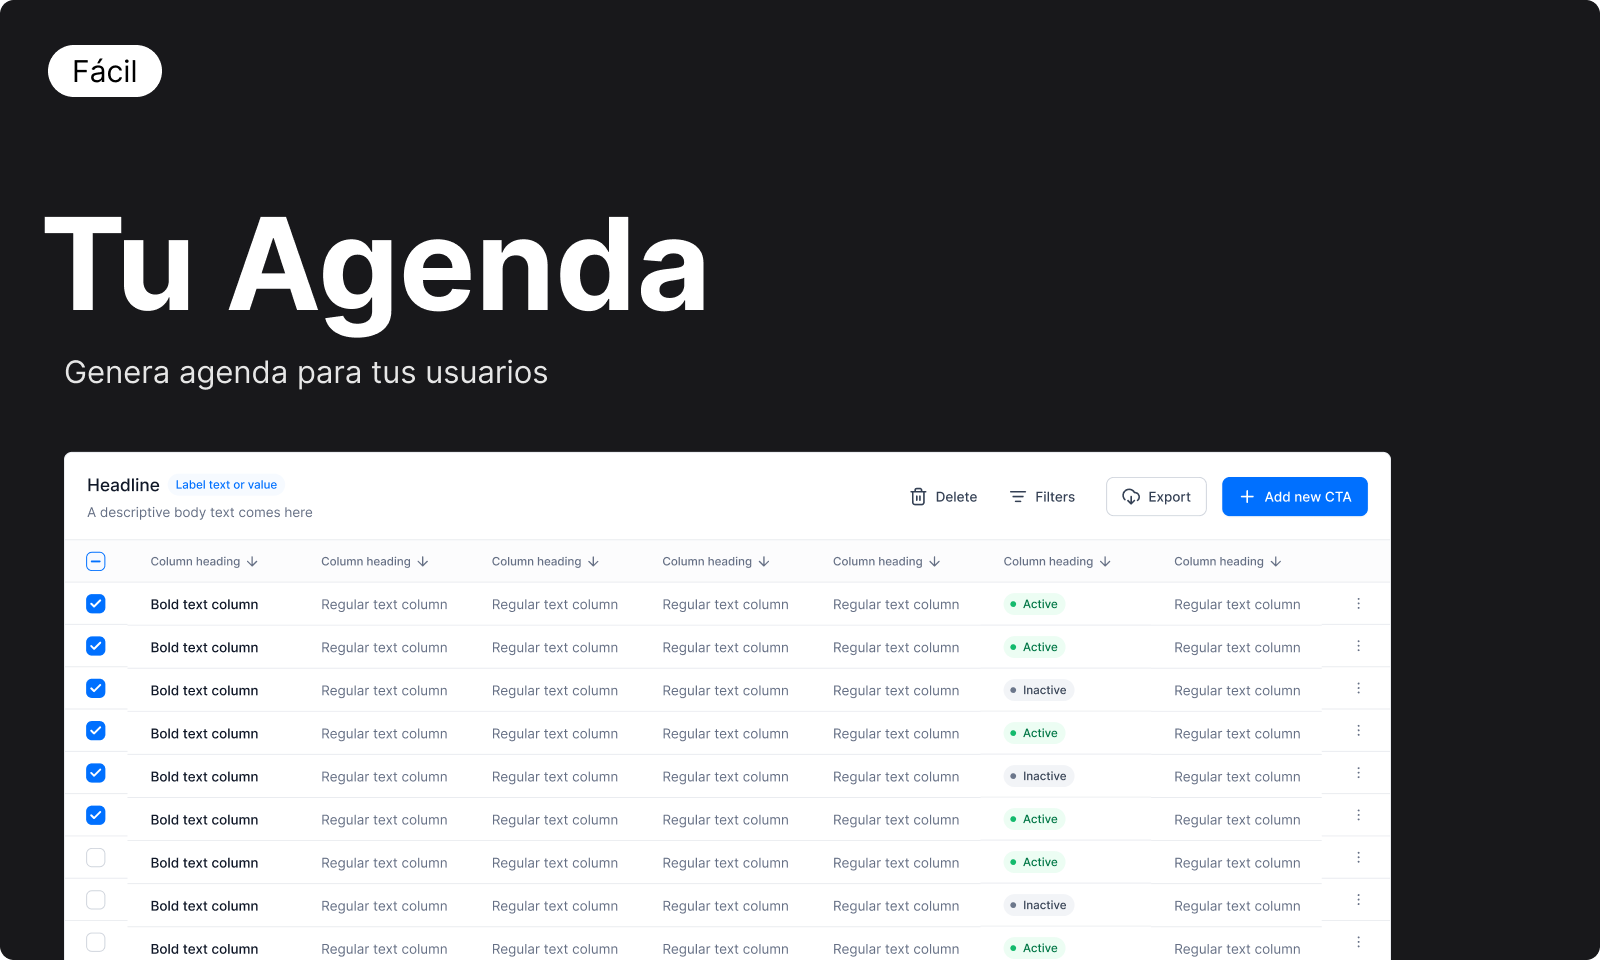 Fácil
Tu Agenda
Genera agenda para tus usuarios
Headline Label text or value
A descriptive body text comes here
Delete Filters Export Add new CTA
Column heading Column heading Column heading Column heading Column heading Column heading Column heading
Bold text column Regular text column Regular text column Regular text column Regular text column Active Regular text column
Bold text column Regular text column Regular text column Regular text column Regular text column Active Regular text column
Bold text column Regular text column Regular text column Regular text column Regular text column Inactive Regular text column
Bold text column Regular text column Regular text column Regular text column Regular text column Active Regular text column
Bold text column Regular text column Regular text column Regular text column Regular text column Inactive Regular text column
Bold text column Regular text column Regular text column Regular text column Regular text column Active Regular text column
Bold text column Regular text column Regular text column Regular text column Regular text column Active Regular text column
Bold text column Regular text column Regular text column Regular text column Regular text column Inactive Regular text column
Bold text column Regular text column Regular text column Regular text column Regular text column Active Regular text column